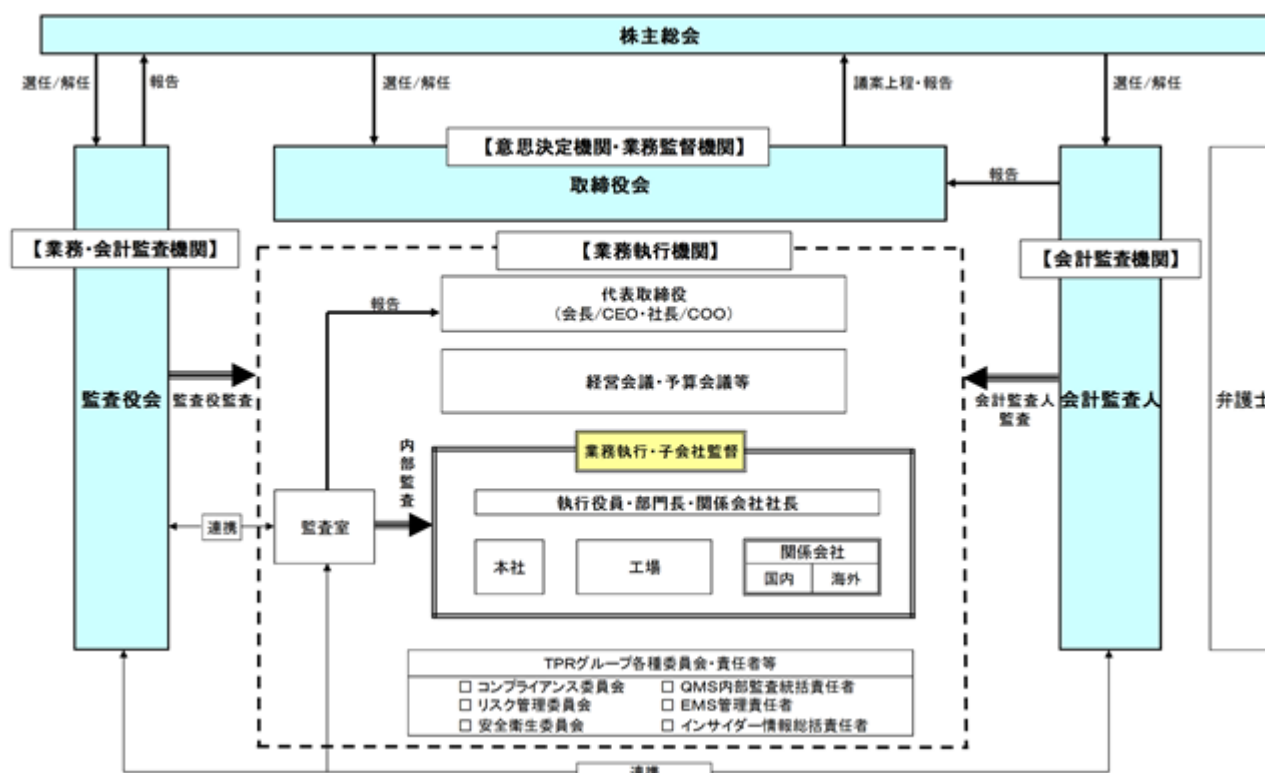 株主総会
選任/解任
報告
選任/解任
議案上程・報告
選任/解任
【意思決定機関・業務監督機関】
取締役会
報告
【業務・会計監査機関】
【業務執行機関】
【会計監査機関】
代表取締役
(会長/CEO・社長/COO)
報告
経営会議・予算会議等
監査役会
監査役監査
会計監査人
監査
会計監査人
弁護士
内部監査
業務執行・子会社監督
執行役員・部門長・関係会社社長
連携
監査室
本社
工場
関係会社
国内
海外
TPRグループ各種委員会・責任者等
□ コンプライアンス委員会
□ QMS内部監査統括責任者
□ リスク管理委員会
□ EMS管理責任者
□ 安全衛生委員会
□ インサイダー情報総括責任者
連携